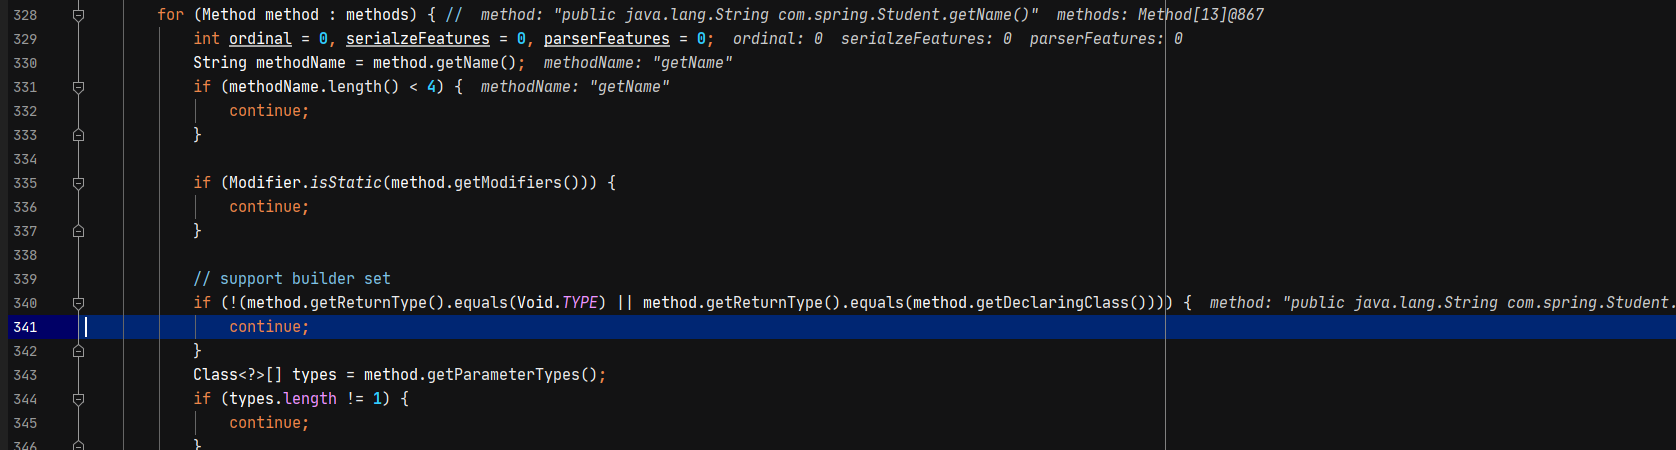 328 for (Method method : methods) { //  method: "public java.lang.String com.spring.Student.getName()"  methods: Method[13]@867
329 int ordinal = 0, serialzeFeatures = 0, parserFeatures = 0;  ordinal: 0  serialzeFeatures: 0  parserFeatures: 0
330 String methodName = method.getName();  methodName: "getName"
331 if (methodName.length() < 4) {  methodName: "getName"
332 continue;
333 }
334
335 if (Modifier.isStatic(method.getModifiers())) {
336 continue;
337 }
338
339 // support builder set
340 if (!(method.getReturnType().equals(Void.TYPE) || method.getReturnType().equals(method.getDeclaringClass()))) {  method: "public java.lang.String com.spring.Student.
341 continue;
342 }
343 Class<?>[] types = method.getParameterTypes();
344 if (types.length != 1) {
345 continue;
346 }